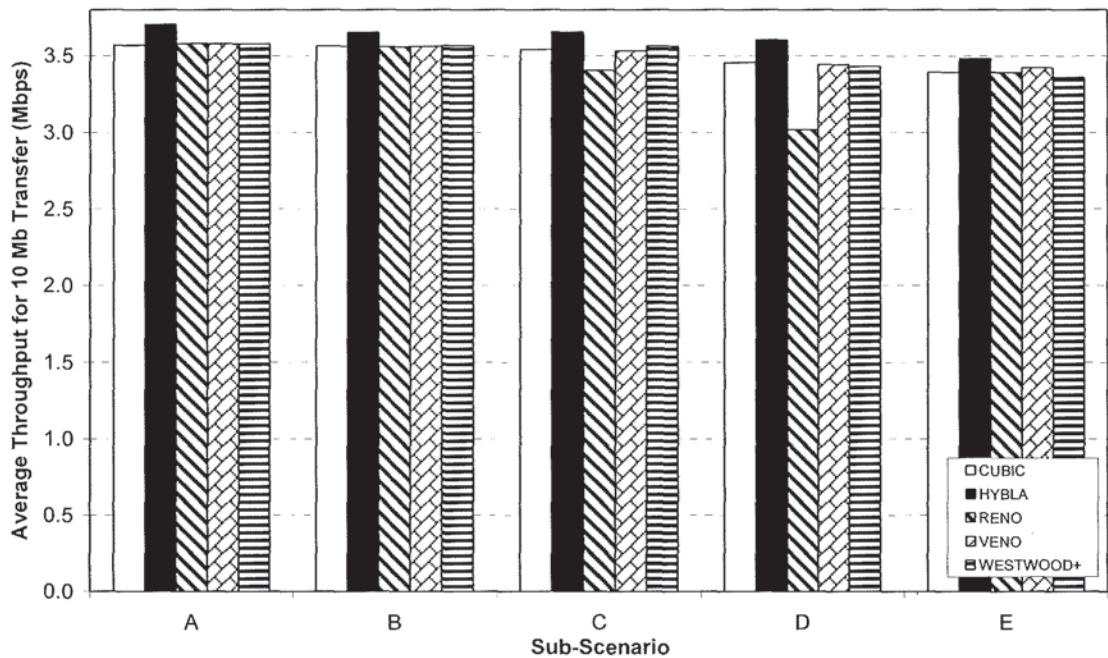 Average Throughput for 10 Mb Transfer (Mbps)
3.5
3.0
2.5
2.0
1.5
1.0
0.5
0.0
CUBIC
HYBLA
RENO
VENO
WESTWOOD+
A B C D E
Sub-Scenario